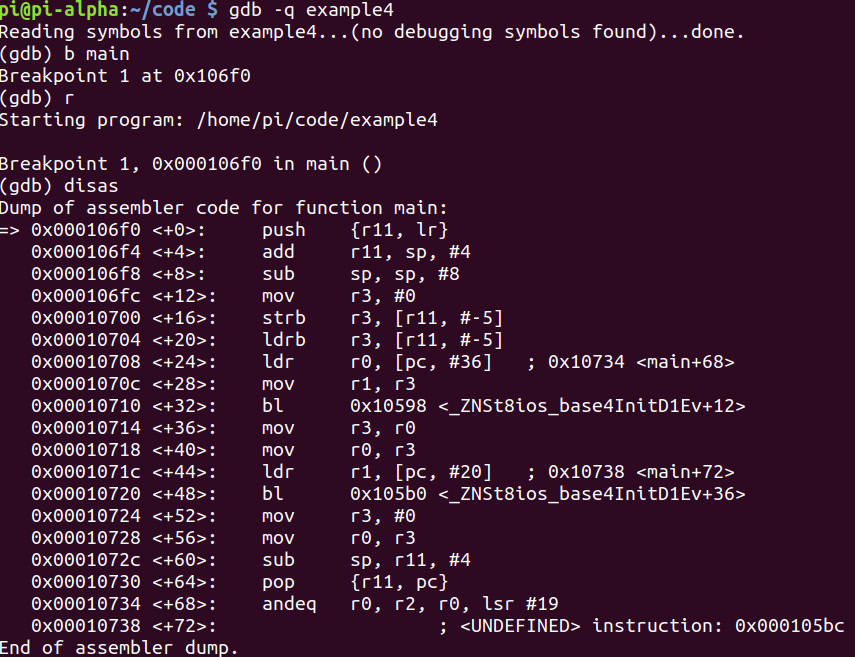 pi@pi-alpha:~/code $ gdb -q example4
Reading symbols from example4...(no debugging symbols found)...done.
(gdb) b main
Breakpoint 1 at 0x106f0
(gdb) r
Starting program: /home/pi/code/example4
Breakpoint 1, 0x000106f0 in main ()
(gdb) disas
Dump of assembler code for function main:
=> 0x000106f0 <+0>:     push    {r11, lr}
   0x000106f4 <+4>:     add     r11, sp, #4
   0x000106f8 <+8>:     sub     sp, sp, #8
   0x000106fc <+12>:    mov     r3, #0
   0x00010700 <+16>:    strb    r3, [r11, #-5]
   0x00010704 <+20>:    ldrb    r3, [r11, #-5]
   0x00010708 <+24>:    ldr     r0, [pc, #36]   ; 0x10734 <main+68>
   0x0001070c <+28>:    mov     r1, r3
   0x00010710 <+32>:    bl      0x10598 <_ZNSt8ios_base4InitD1Ev+12>
   0x00010714 <+36>:    mov     r3, r0
   0x00010718 <+40>:    mov     r0, r3
   0x0001071c <+44>:    ldr     r1, [pc, #20]   ; 0x10738 <main+72>
   0x00010720 <+48>:    bl      0x105b0 <_ZNSt8ios_base4InitD1Ev+36>
   0x00010724 <+52>:    mov     r3, #0
   0x00010728 <+56>:    mov     r0, r3
   0x0001072c <+60>:    sub     sp, r11, #4
   0x00010730 <+64>:    pop     {r11, pc}
   0x00010734 <+68>:    andeq   r0, r2, r0, lsr #19
   0x00010738 <+72>:                    ; <UNDEFINED> instruction: 0x000105bc
End of assembler dump.